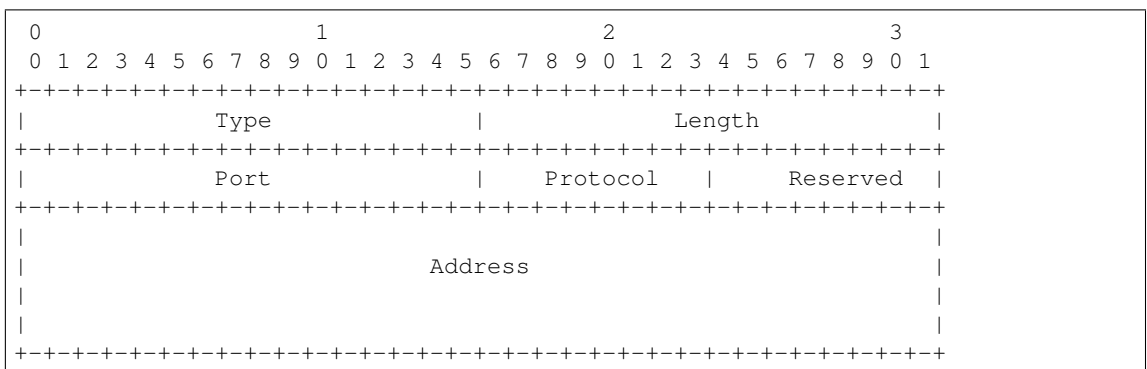 0                   1                   2                   3
 0 1 2 3 4 5 6 7 8 9 0 1 2 3 4 5 6 7 8 9 0 1 2 3 4 5 6 7 8 9 0 1
+-+-+-+-+-+-+-+-+-+-+-+-+-+-+-+-+-+-+-+-+-+-+-+-+-+-+-+-+-+-+-+-+
|             Type              |             Length            |
+-+-+-+-+-+-+-+-+-+-+-+-+-+-+-+-+-+-+-+-+-+-+-+-+-+-+-+-+-+-+-+-+
|             Port              |    Protocol   |     Reserved  |
+-+-+-+-+-+-+-+-+-+-+-+-+-+-+-+-+-+-+-+-+-+-+-+-+-+-+-+-+-+-+-+-+
|                                                               |
|                            Address                            |
|                                                               |
|                                                               |
+-+-+-+-+-+-+-+-+-+-+-+-+-+-+-+-+-+-+-+-+-+-+-+-+-+-+-+-+-+-+-+-+